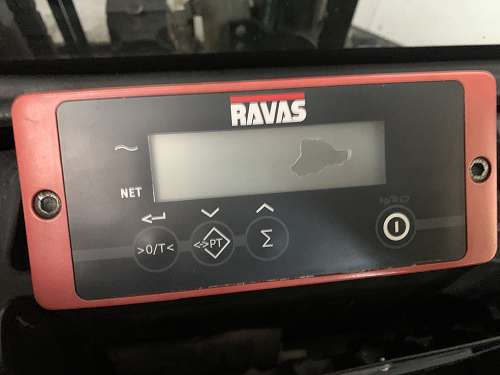 RAVAS
NET
>0/T<
<->PT
Σ